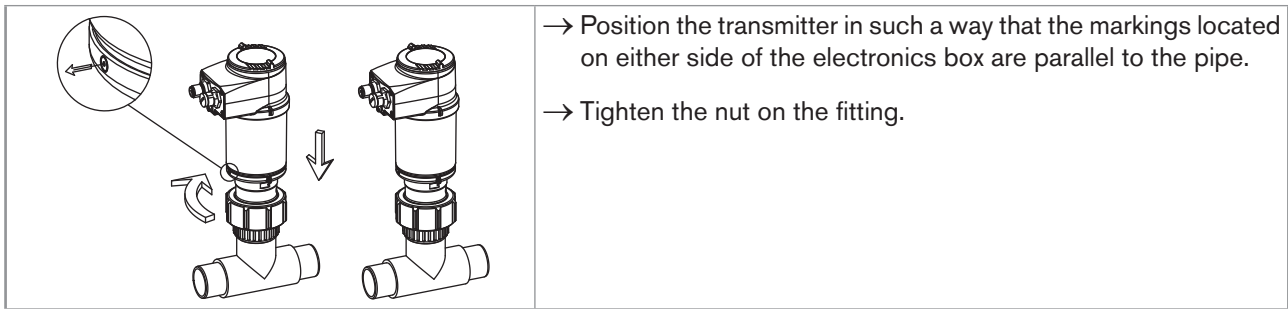 → Position the transmitter in such a way that the markings located
on either side of the electronics box are parallel to the pipe.
→ Tighten the nut on the fitting.